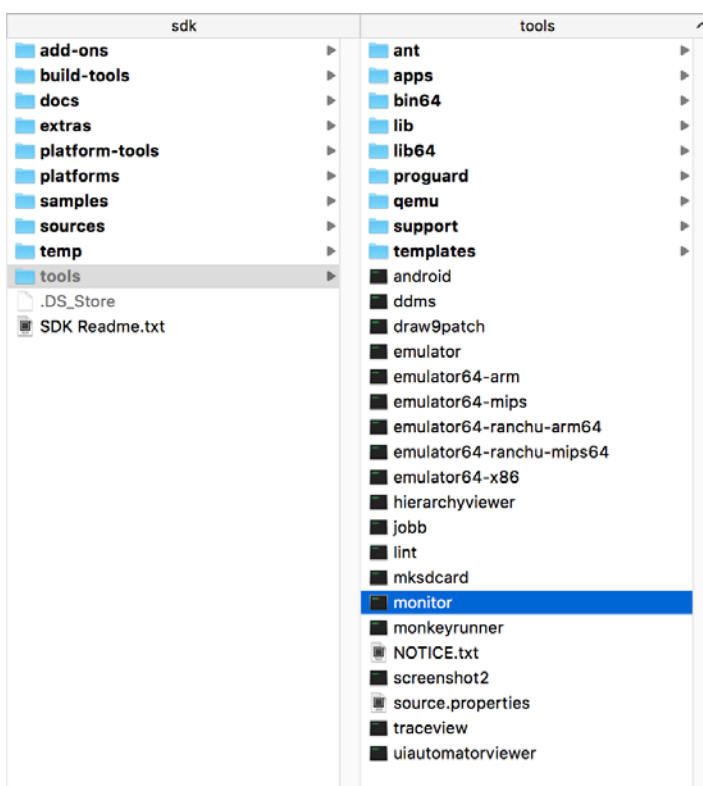 sdk
add-ons
build-tools
docs
extras
platform-tools
platforms
samples
sources
temp
tools
.DS_Store
SDK Readme.txt
tools
ant
apps
bin64
lib
lib64
proguard
qemu
support
templates
android
ddms
draw9patch
emulator
emulator64-arm
emulator64-mips
emulator64-ranchu-arm64
emulator64-ranchu-mips64
emulator64-x86
hierarchyviewer
jobb
lint
mksdcard
monitor
monkeyrunner
NOTICE.txt
screenshot2
source.properties
traceview
uiautomatorviewer